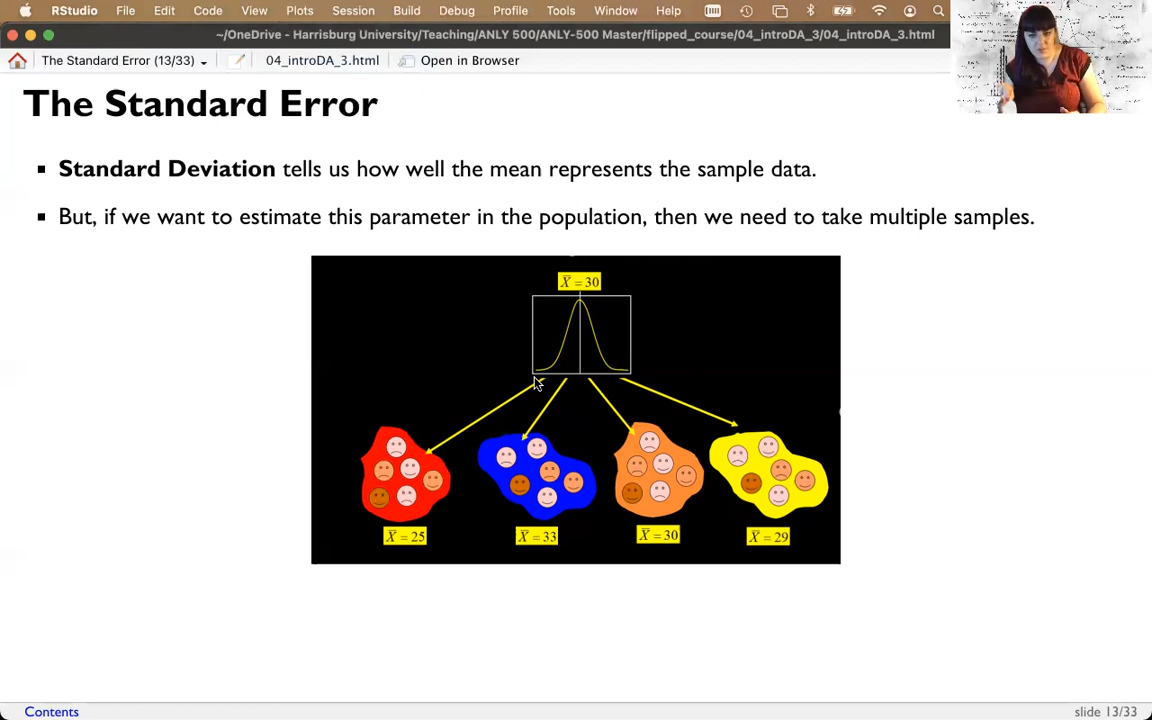 RStudio File Edit Code View Plots Session Build Debug Profile Tools Window Help
~/OneDrive - Harrisburg University/Teaching/ANLY 500/ANLY-500 Master/flipped_course/04_introDA_3/04_introDA_3.html
The Standard Error (13/33) 04_introDA_3.html Open in Browser
The Standard Error
Standard Deviation tells us how well the mean represents the sample data.
But, if we want to estimate this parameter in the population, then we need to take multiple samples.
X̅ = 30
X̅ = 25 X̅ = 33 X̅ = 30 X̅ = 29
Contents slide 13/33